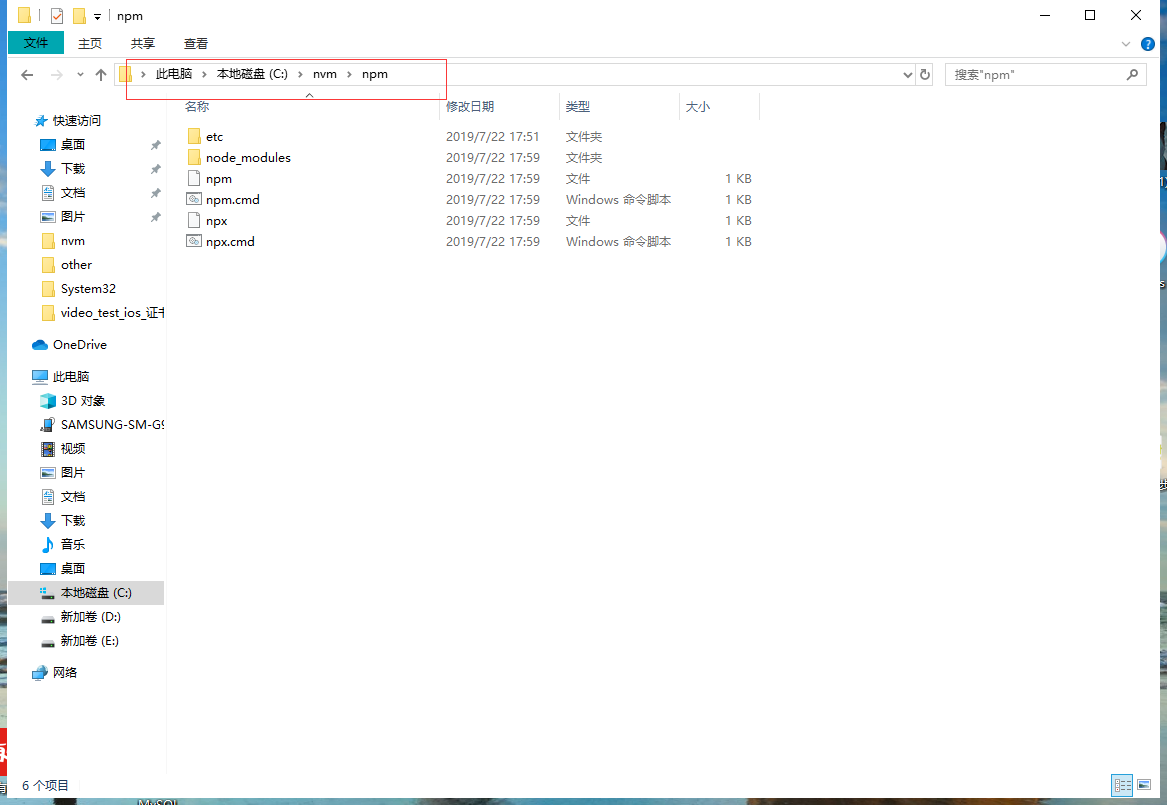 npm
文件 主页 共享 查看
此电脑 本地磁盘 (C:) nvm npm 搜索"npm"
名称 修改日期 类型 大小
etc 2019/7/22 17:51 文件夹
node_modules 2019/7/22 17:59 文件夹
npm 2019/7/22 17:59 文件 1 KB
npm.cmd 2019/7/22 17:59 Windows 命令脚本 1 KB
npx 2019/7/22 17:59 文件 1 KB
npx.cmd 2019/7/22 17:59 Windows 命令脚本 1 KB
快速访问
桌面
下载
文档
图片
nvm
other
System32
video_test_ios_证书
OneDrive
此电脑
3D 对象
SAMSUNG-SM-G9
视频
图片
文档
下载
音乐
桌面
本地磁盘 (C:)
新加卷 (D:)
新加卷 (E:)
网络
6 个项目
MySQL